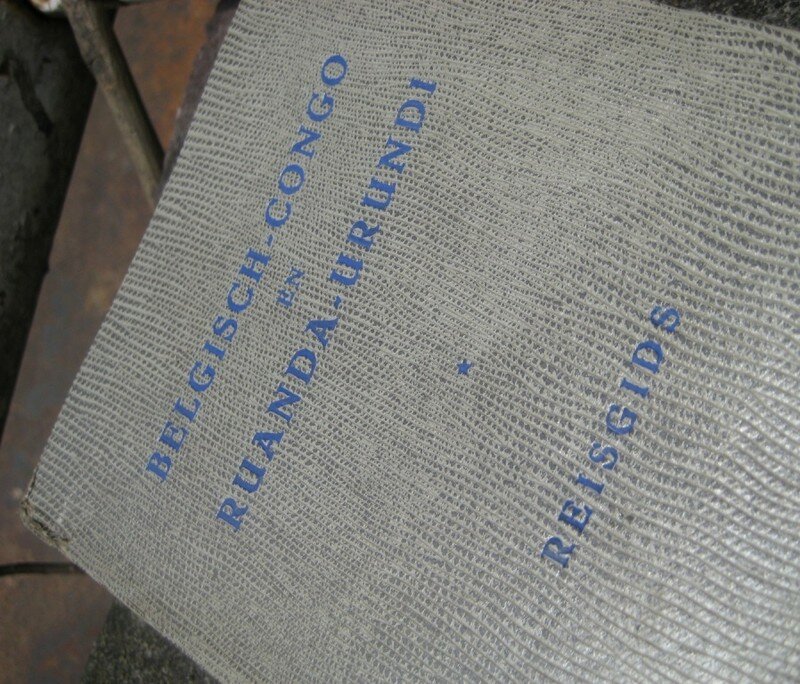 BELGISCH-CONGO
EN
RUANDA-URUNDI
REISGIDS